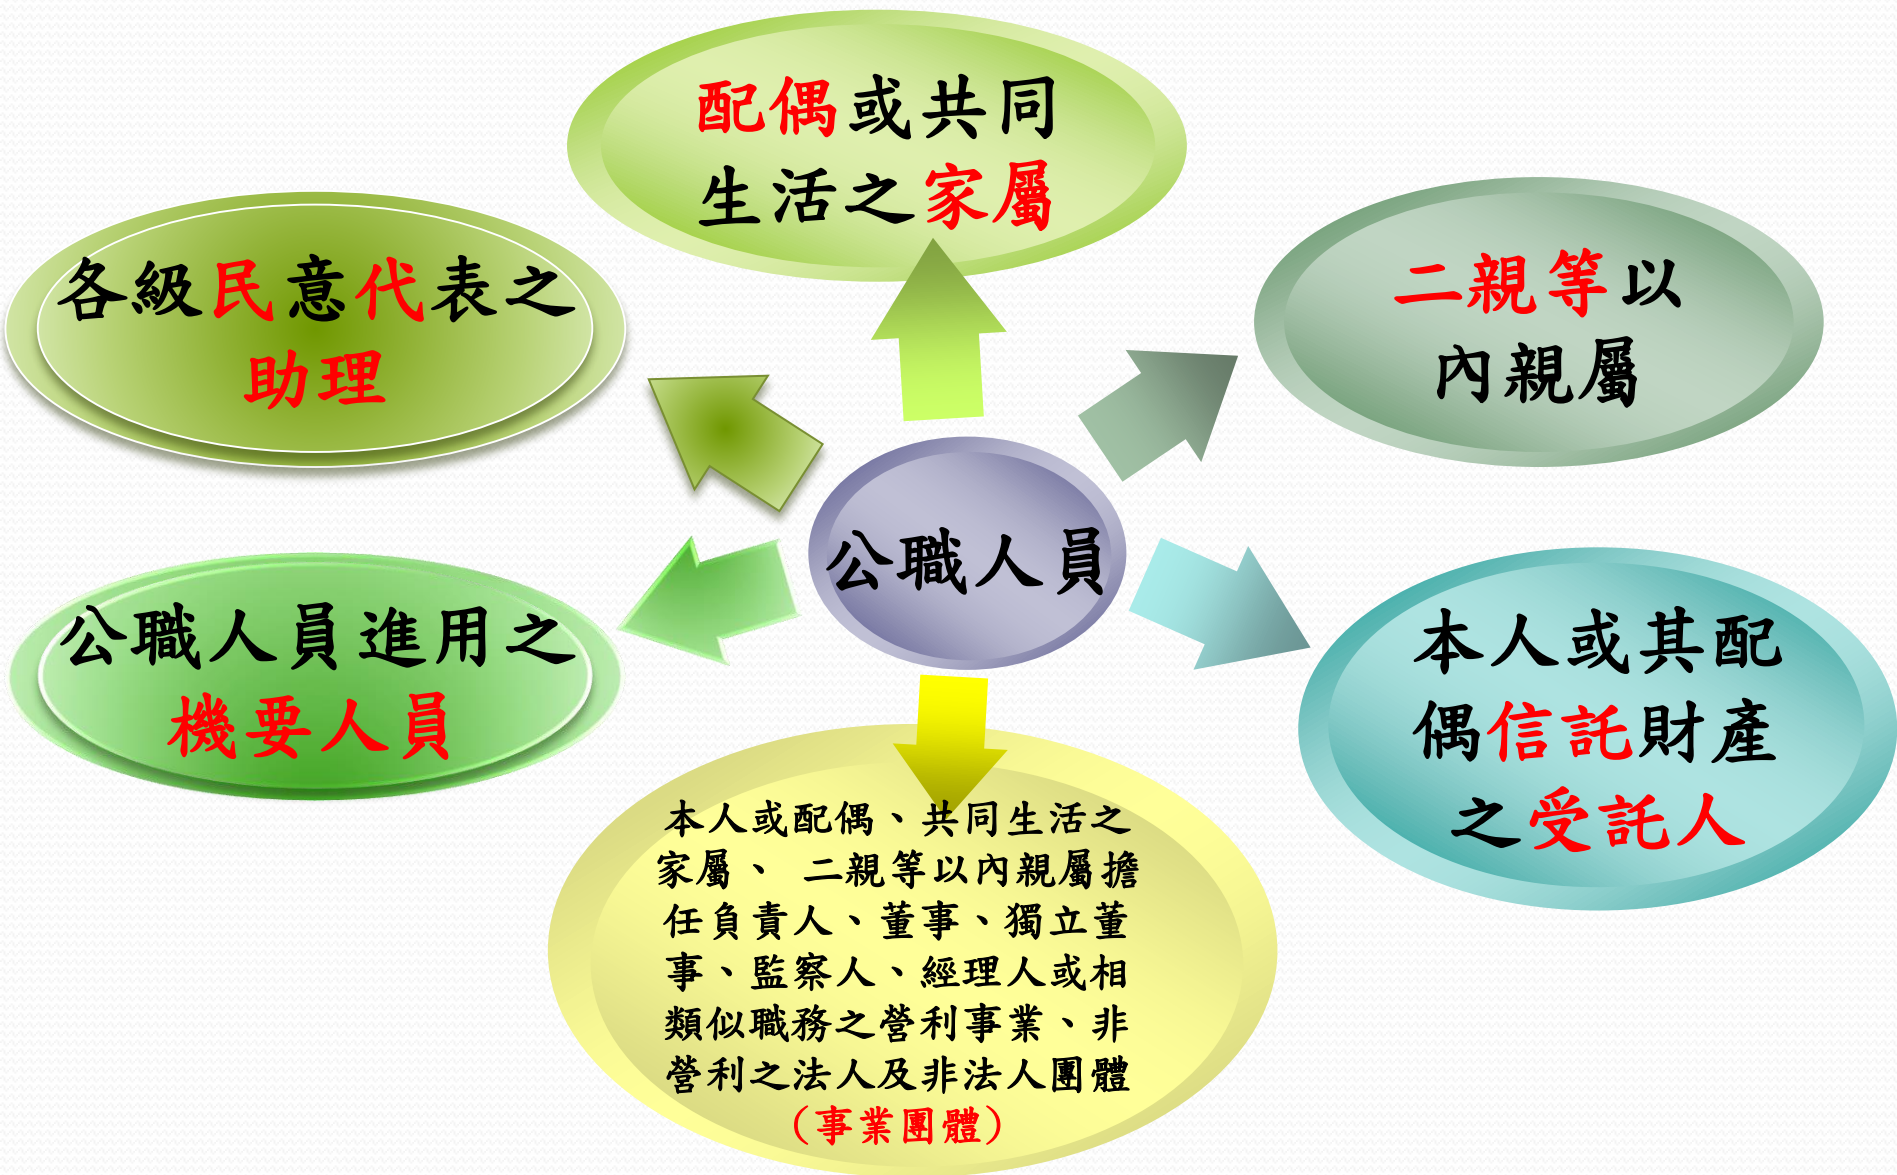 配偶或共同
生活之家屬
各級民意代表之
助理
二親等以
內親屬
公職人員
公職人員進用之
機要人員
本人或其配
偶信託財產
之受託人
本人或配偶、共同生活之
家屬、 二親等以內親屬擔
任負責人、董事、獨立董
事、監察人、經理人或相
類似職務之營利事業、非
營利之法人及非法人團體
（事業團體）